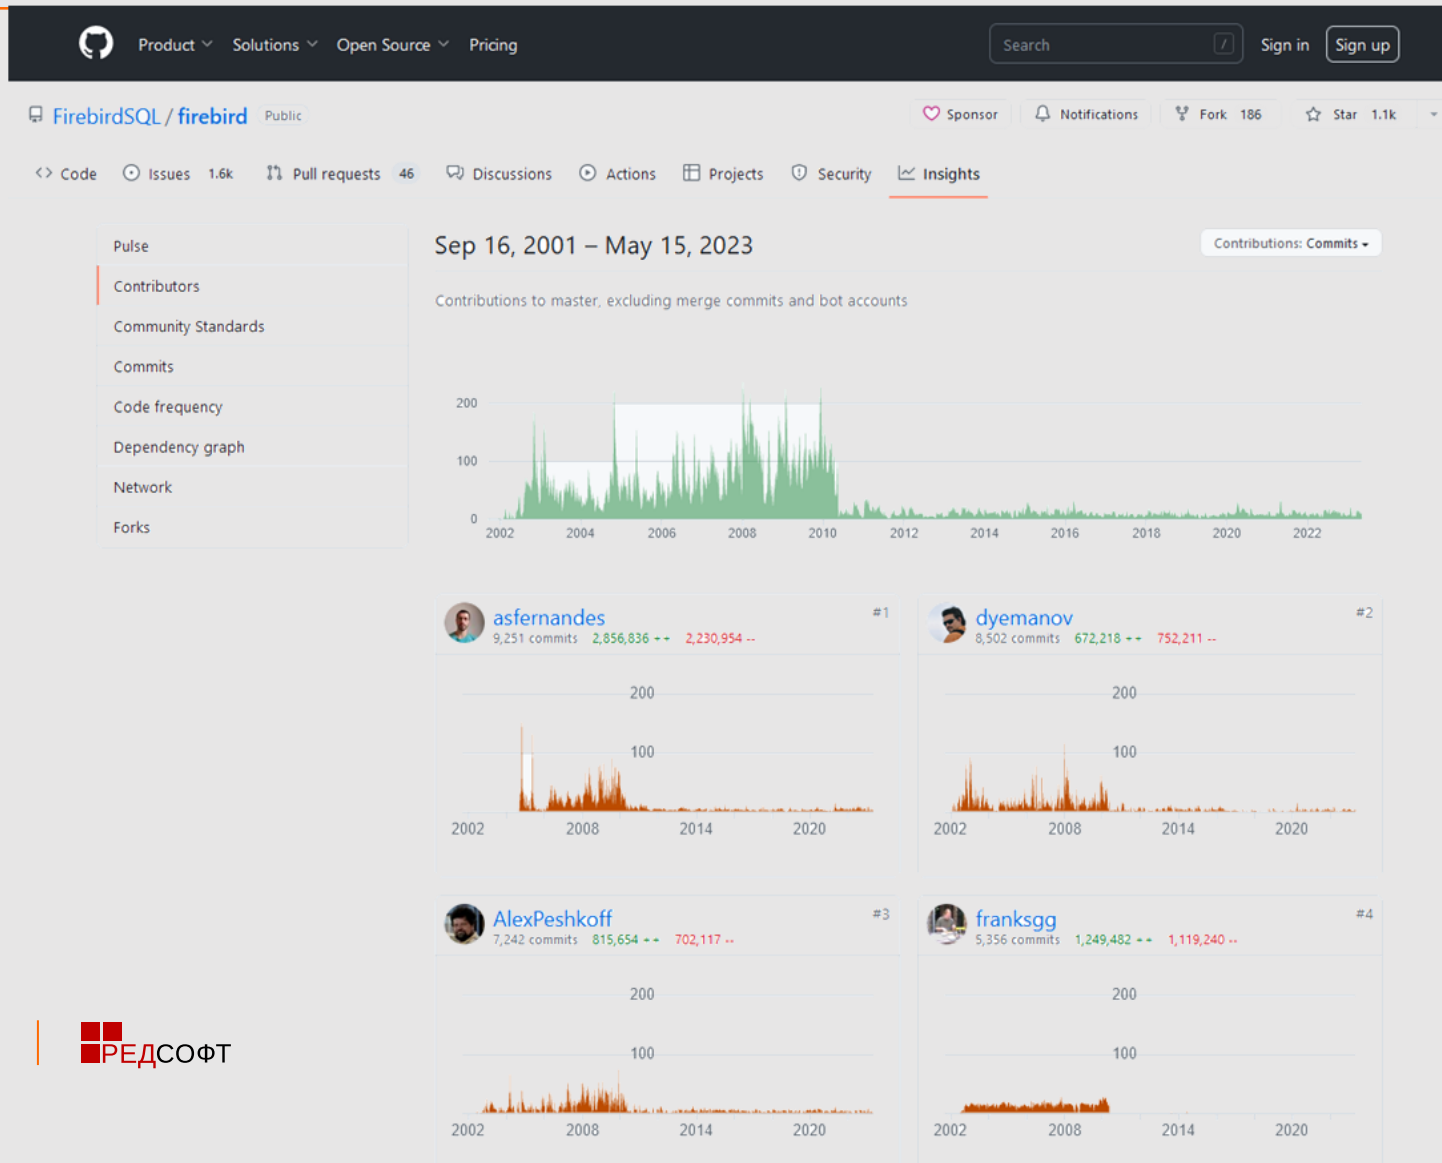 Product Solutions Open Source Pricing Search / Sign in Sign up
FirebirdSQL / firebird Public Sponsor Notifications Fork 186 Star 1.1k
Code Issues 1.6k Pull requests 46 Discussions Actions Projects Security Insights
Pulse
Contributors
Community Standards
Commits
Code frequency
Dependency graph
Network
Forks
Sep 16, 2001 – May 15, 2023 Contributions: Commits
Contributions to master, excluding merge commits and bot accounts
200
100
0
2002 2004 2006 2008 2010 2012 2014 2016 2018 2020 2022
asfernandes #1
9,251 commits 2,856,836 ++ 2,230,954 --
200
100
2002 2008 2014 2020
dyemanov #2
8,502 commits 672,218 ++ 752,211 --
200
100
2002 2008 2014 2020
AlexPeshkoff #3
7,242 commits 815,654 ++ 702,117 --
200
100
2002 2008 2014 2020
franksgg #4
5,356 commits 1,249,482 ++ 1,119,240 --
200
100
2002 2008 2014 2020
РЕДСОФТ